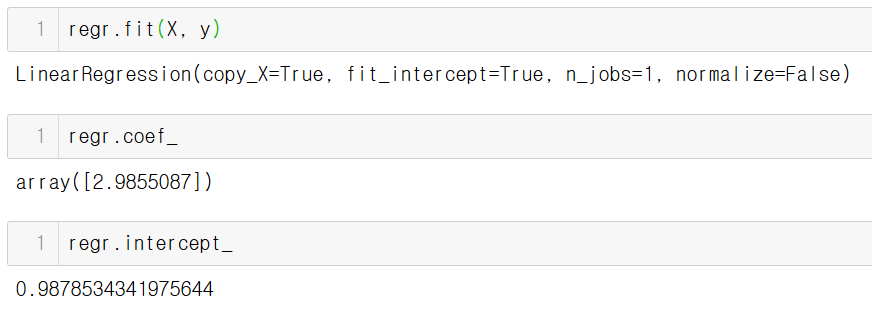 1 regr.fit(X, y)
LinearRegression(copy_X=True, fit_intercept=True, n_jobs=1, normalize=False)
1 regr.coef_
array([2.9855087])
1 regr.intercept_
0.9878534341975644